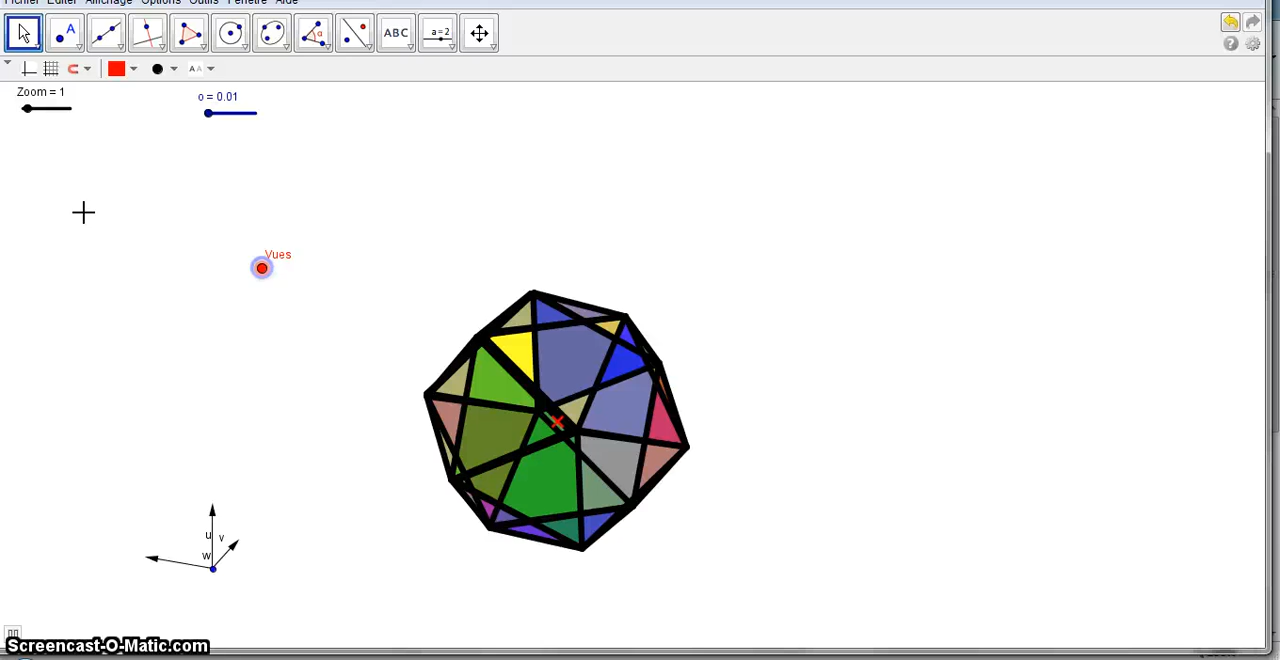 Fichier Editer Affichage Options Outils Fenêtre Aide
A
α
ABC
a=2
?
A A
Zoom = 1
o = 0.01
Vues
u
v
w
Screencast-O-Matic.com